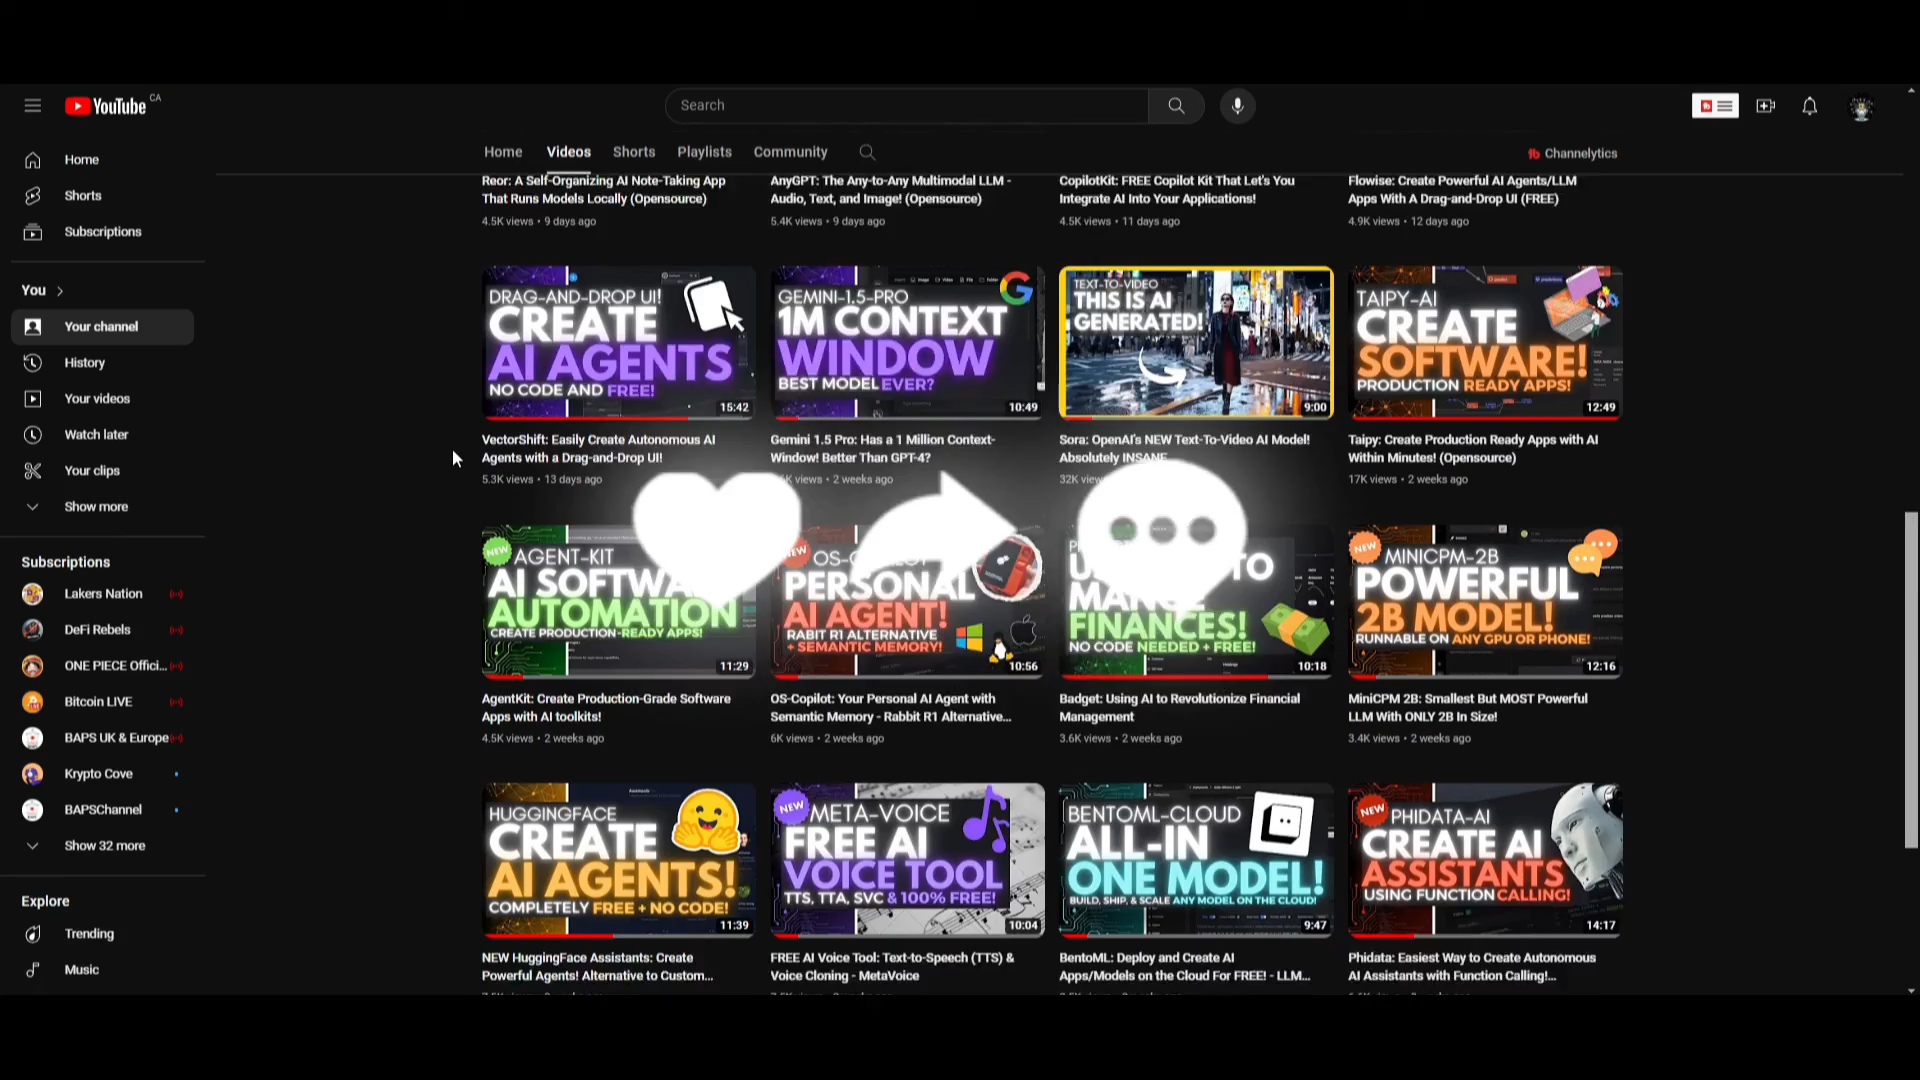 YouTube CA
Search
Home
Shorts
Subscriptions
You
Your channel
History
Your videos
Watch later
Your clips
Show more
Subscriptions
Lakers Nation
DeFi Rebels
ONE PIECE Offici...
Bitcoin LIVE
BAPS UK & Europe
Krypto Cove
BAPSChannel
Show 32 more
Explore
Trending
Music
Home Videos Shorts Playlists Community
Channelytics
Reor: A Self-Organizing AI Note-Taking App
That Runs Models Locally (Opensource)
4.5K views • 9 days ago
AnyGPT: The Any-to-Any Multimodal LLM -
Audio, Text, and Image! (Opensource)
5.4K views • 9 days ago
CopilotKit: FREE Copilot Kit That Let's You
Integrate AI Into Your Applications!
4.5K views • 11 days ago
Flowise: Create Powerful AI Agents/LLM
Apps With A Drag-and-Drop UI (FREE)
4.9K views • 12 days ago
DRAG-AND-DROP UI!
CREATE
AI AGENTS
NO CODE AND FREE!
15:42
VectorShift: Easily Create Autonomous AI
Agents with a Drag-and-Drop UI!
5.3K views • 13 days ago
GEMINI-1.5-PRO
1M CONTEXT
WINDOW
BEST MODEL EVER?
10:49
Gemini 1.5 Pro: Has a 1 Million Context-
Window! Better Than GPT-4?
views • 2 weeks ago
TEXT-TO-VIDEO
THIS IS AI
GENERATED!
9:00
Sora: OpenAI's NEW Text-To-Video AI Model!
Absolutely INSANE
32K
2 weeks ago
TAIPY-AI
CREATE
SOFTWARE!
PRODUCTION READY APPS!
12:49
Taipy: Create Production Ready Apps with AI
Within Minutes! (Opensource)
17K views • 2 weeks ago
NEW
AGENT-KIT
AI
AUTOMATION
CREATE PRODUCTION-READY APPS!
11:29
AgentKit: Create Production-Grade Software
Apps with AI toolkits!
4.5K views • 2 weeks ago
NEW
PERSONAL
AI AGENT!
RABIT R1 ALTERNATIVE
+ SEMANTIC MEMORY!
10:56
OS-Copilot: Your Personal AI Agent with
Semantic Memory - Rabbit R1 Alternative...
6K views • 2 weeks ago
TO
FINANCES!
NO CODE NEEDED + FREE!
10:18
Badget: Using AI to Revolutionize Financial
Management
3.6K views • 2 weeks ago
NEW
MINICPM-2B
POWERFUL
2B MODEL!
RUNNABLE ON ANY GPU OR PHONE!
12:16
MiniCPM 2B: Smallest But MOST Powerful
LLM With ONLY 2B In Size!
3.4K views • 2 weeks ago
HUGGINGFACE
CREATE
AI AGENTS!
COMPLETELY FREE + NO CODE!
11:39
NEW HuggingFace Assistants: Create
Powerful Agents! Alternative to Custom...
NEW
META-VOICE
FREE AI
VOICE TOOL
TTS, TTA, SVC & 100% FREE!
10:04
FREE AI Voice Tool: Text-to-Speech (TTS) &
Voice Cloning - MetaVoice
BENTOML-CLOUD
ALL-IN
ONE MODEL!
BUILD, SHIP, & SCALE ANY MODEL ON THE CLOUD!
9:47
BentoML: Deploy and Create AI
Apps/Models on the Cloud For FREE! - LLM...
NEW
PHIDATA-AI
CREATE AI
ASSISTANTS
USING FUNCTION CALLING!
14:17
Phidata: Easiest Way to Create Autonomous
AI Assistants with Function Calling!...